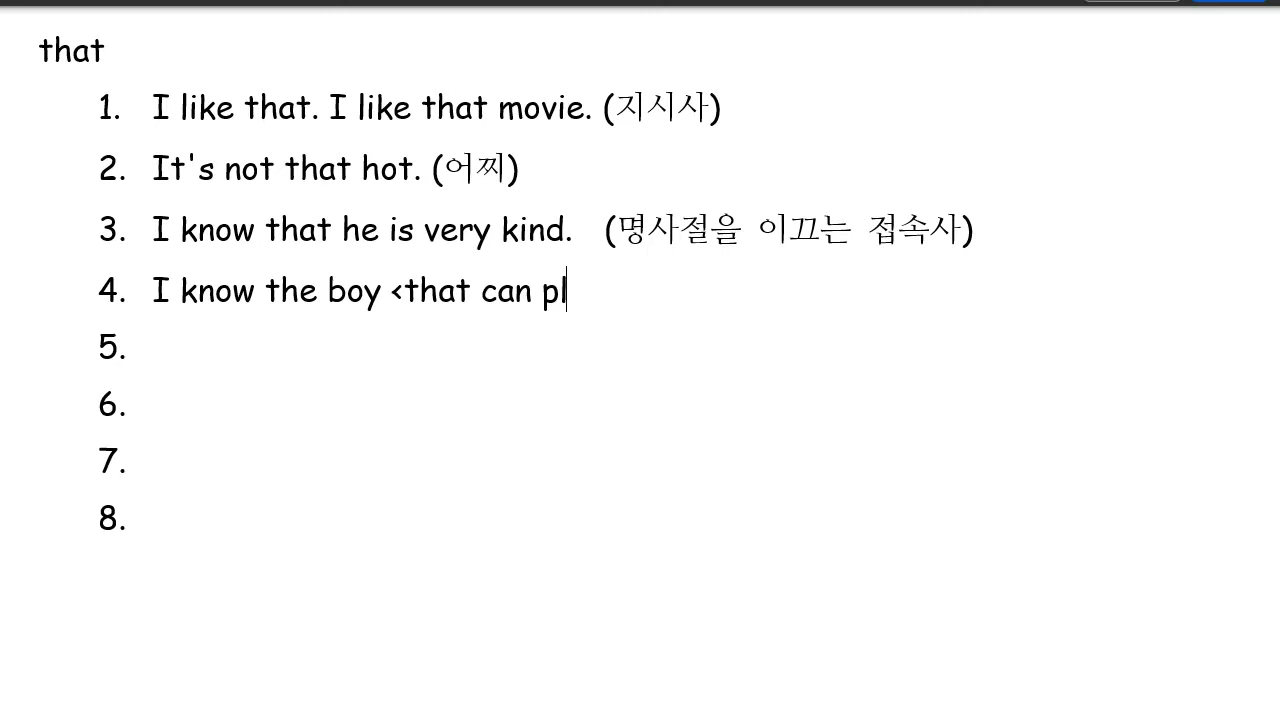 that
1. I like that. I like that movie. (지시사)
2. It's not that hot. (어찌)
3. I know that he is very kind. (명사절을 이끄는 접속사)
4. I know the boy <that can pl
5.
6.
7.
8.